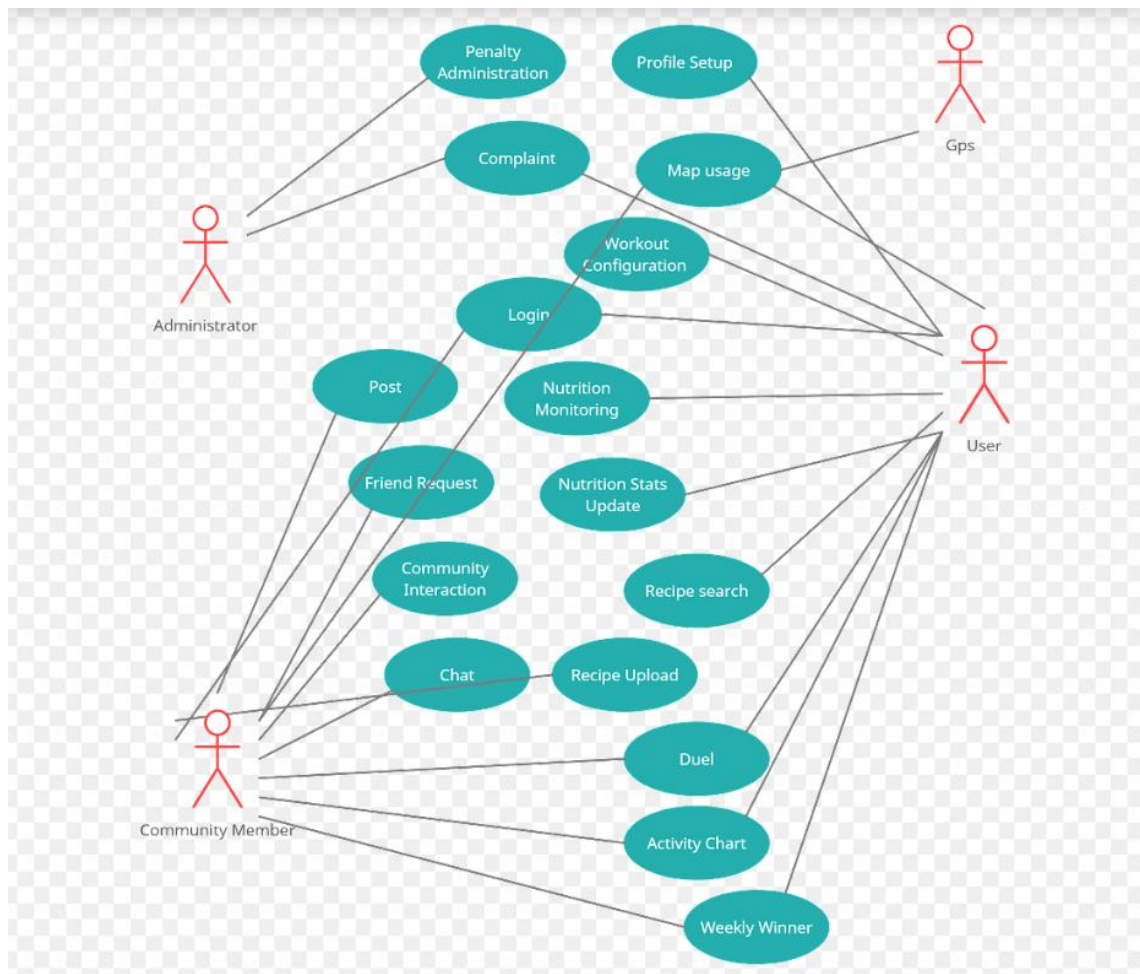 Penalty
Administration
Profile Setup
Gps
Complaint
Map usage
Workout
Configuration
Administrator
Login
Post
Nutrition
Monitoring
User
Friend Request
Nutrition Stats
Update
Community
Interaction
Recipe search
Chat
Recipe Upload
Duel
Community Member
Activity Chart
Weekly Winner